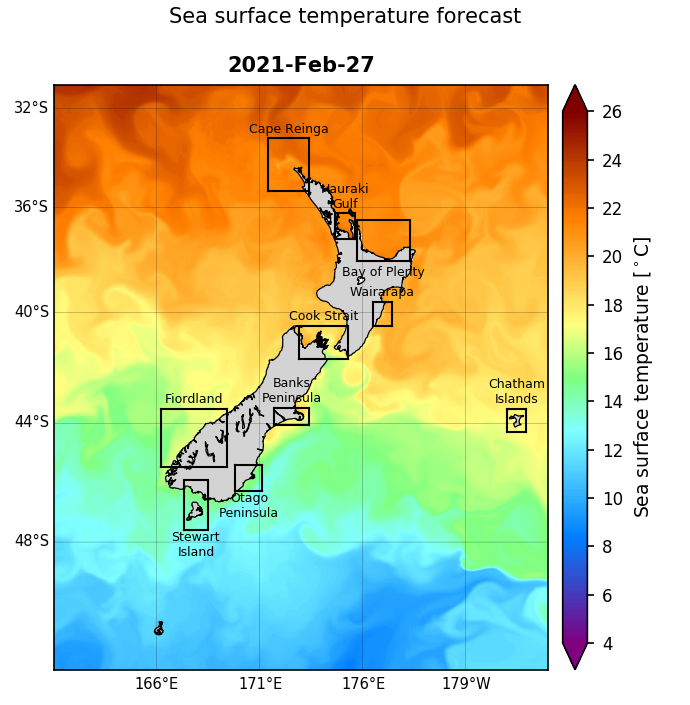 Sea surface temperature forecast
2021-Feb-27
32°S
36°S
40°S
44°S
48°S
166°E
171°E
176°E
179°W
Cape Reinga
Hauraki
Gulf
Bay of Plenty
Wairarapa
Cook Strait
Banks
Peninsula
Fiordland
Chatham
Islands
Otago
Peninsula
Stewart
Island
26
24
22
20
18
16
14
12
10
8
6
4
Sea surface temperature [°C]